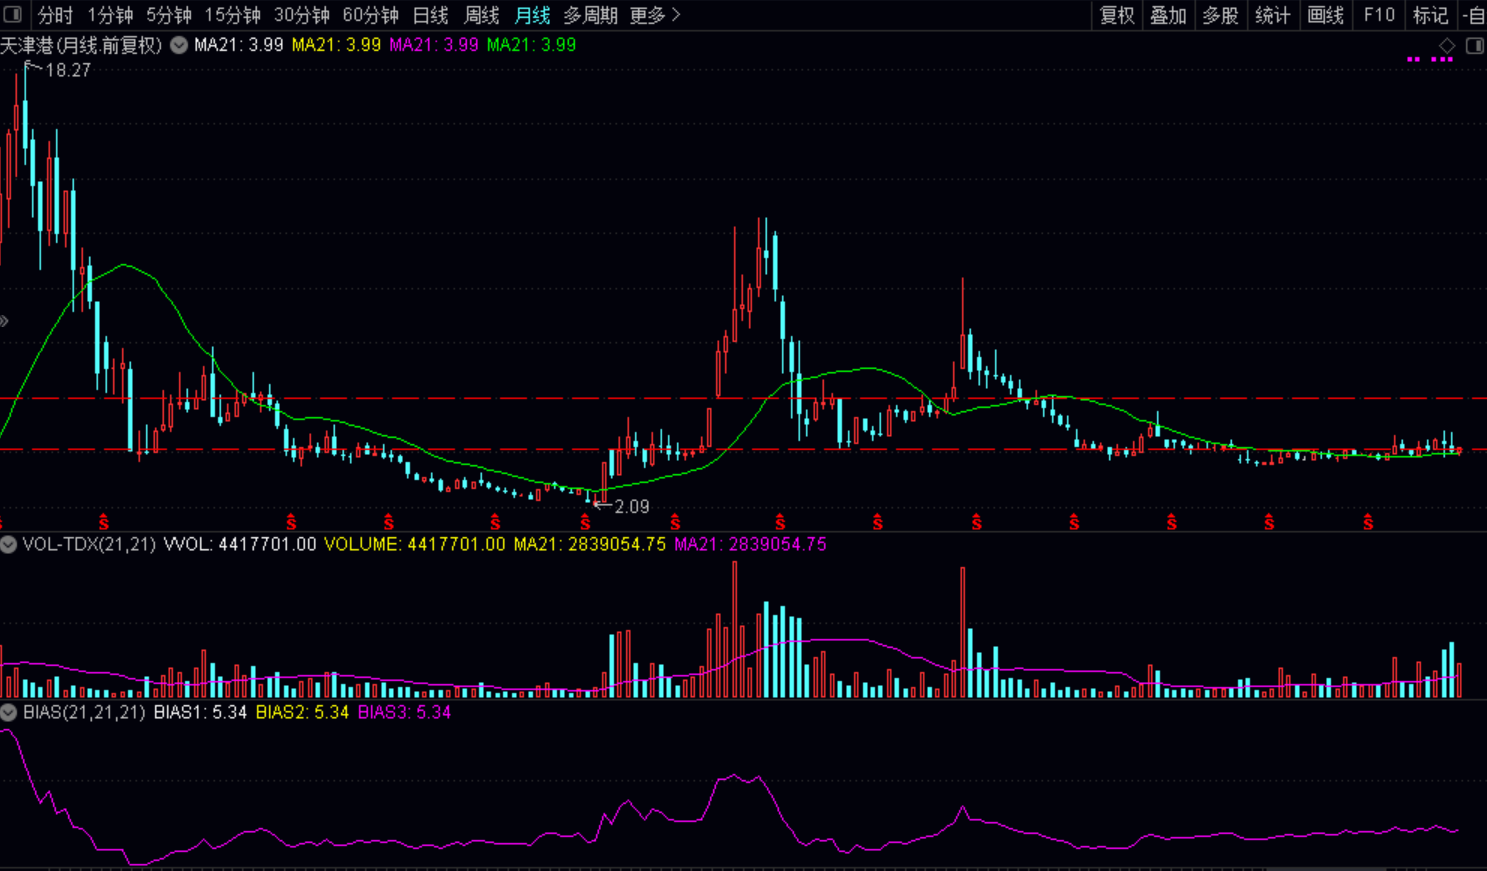 分时 1分钟 5分钟 15分钟 30分钟 60分钟 日线 周线 月线 多周期 更多 复权 叠加 多股 统计 画线 F10 标记 -自
天津港(月线.前复权) MA21: 3.99 MA21: 3.99 MA21: 3.99 MA21: 3.99
18.27
2.09
S S S S S S S S S S S S S S
VOL-TDX(21,21) VVOL: 4417701.00 VOLUME: 4417701.00 MA21: 2839054.75 MA21: 2839054.75
BIAS(21,21,21) BIAS1: 5.34 BIAS2: 5.34 BIAS3: 5.34